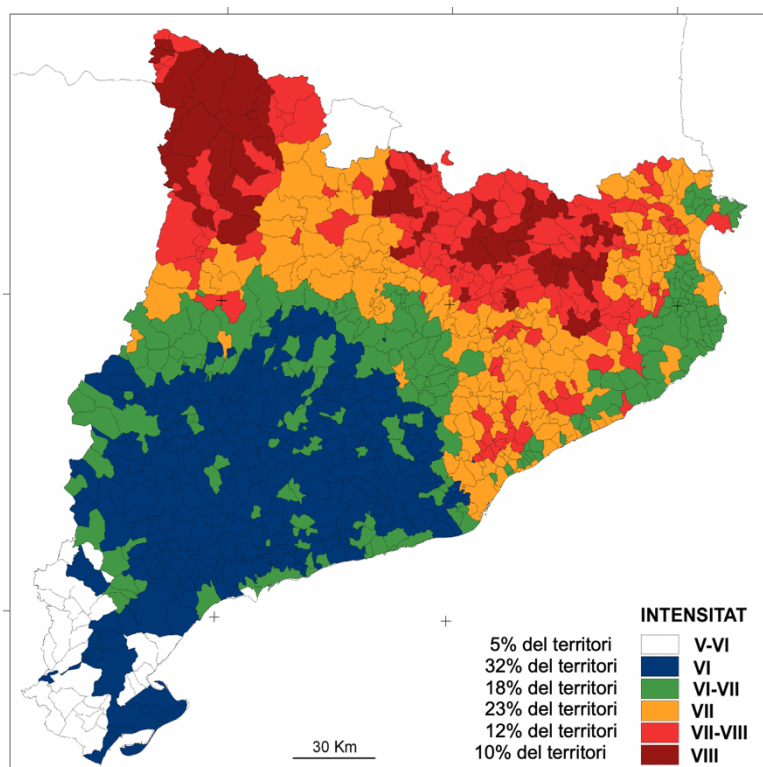 INTENSITAT
5% del territori V-VI
32% del territori VI
18% del territori VI-VII
23% del territori VII
12% del territori VII-VIII
10% del territori VIII
30 Km